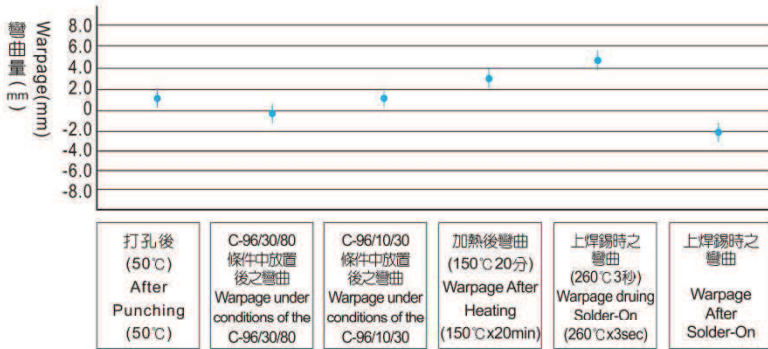 彎曲量(mm)
Warpage(mm)
8.0
6.0
4.0
2.0
0
-2.0
-4.0
-6.0
-8.0
打孔後
(50℃)
After
Punching
(50℃)
C-96/30/80
條件中放置
後之彎曲
Warpage under
conditions of the
C-96/30/80
C-96/10/30
條件中放置
後之彎曲
Warpage under
conditions of the
C-96/10/30
加熱後彎曲
(150℃20分)
Warpage After
Heating
(150℃x20min)
上焊錫時之
彎曲
(260℃3秒)
Warpage druing
Solder-On
(260℃x3sec)
上焊錫時之
彎曲
Warpage
After
Solder-On